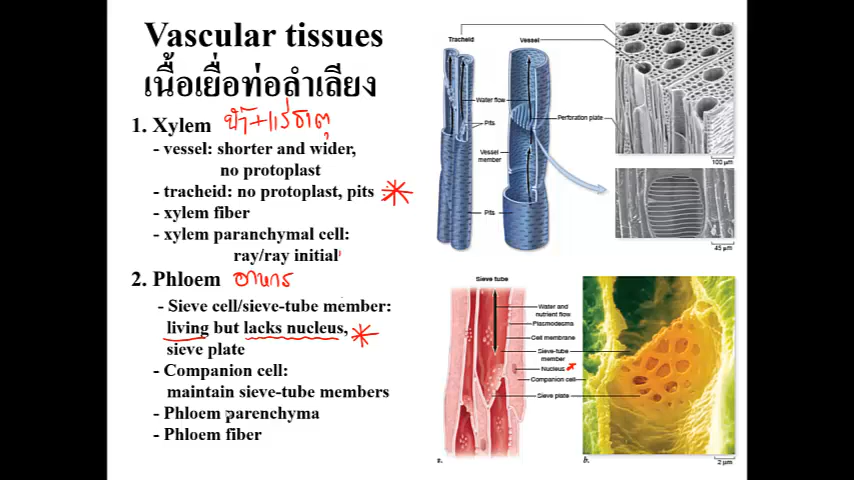 Vascular tissues
เนื้อเยื่อท่อลำเลียง
1. Xylem น้ำ+แร่ธาตุ
- vessel: shorter and wider,
no protoplast
- tracheid: no protoplast, pits
- xylem fiber
- xylem paranchymal cell:
ray/ray initial
2. Phloem อาหาร
- Sieve cell/sieve-tube member:
living but lacks nucleus,
sieve plate
- Companion cell:
maintain sieve-tube members
- Phloem parenchyma
- Phloem fiber
Tracheid
Vessel
Water flow
Pits
Perforation plate
Vessel
member
Pits
100 µm
45 µm
Sieve tube
Water and
nutrient flow
Plasmodesma
Cell membrane
Sieve-tube
member
Nucleus
Companion cell
Sieve plate
a.
b.
2 µm